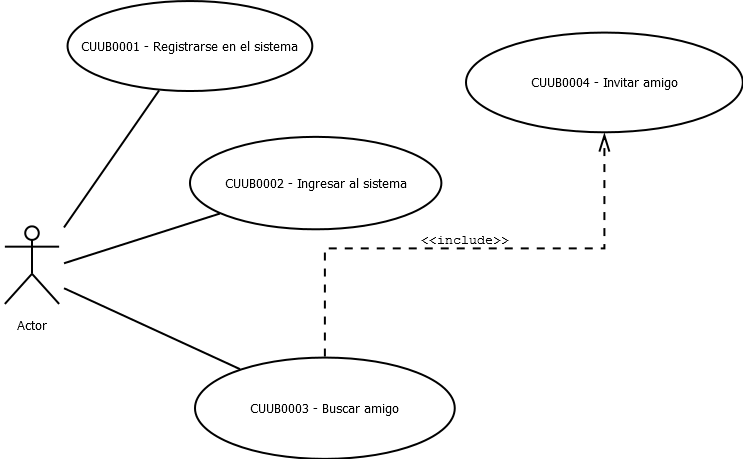 CUUB0001 - Registrarse en el sistema
CUUB0004 - Invitar amigo
CUUB0002 - Ingresar al sistema
<<include>>
Actor
CUUB0003 - Buscar amigo